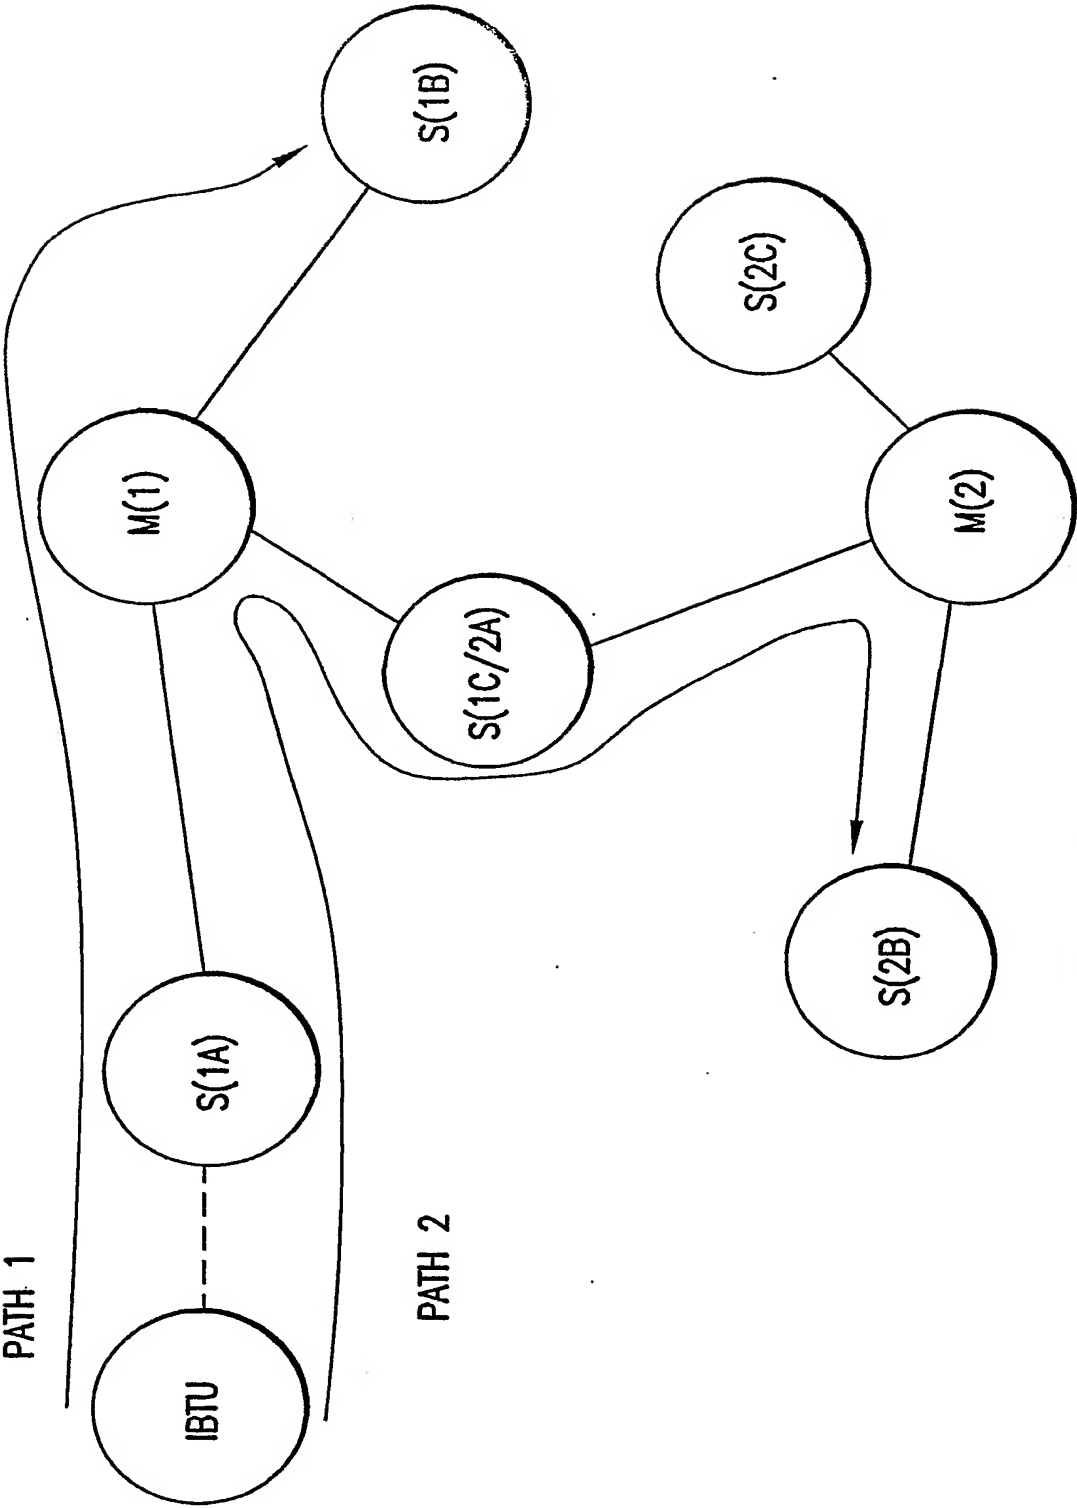 PATH 1
IBTU
S(1A)
M(1)
S(1B)
PATH 2
S(1C/2A)
S(2C)
S(2B)
M(2)